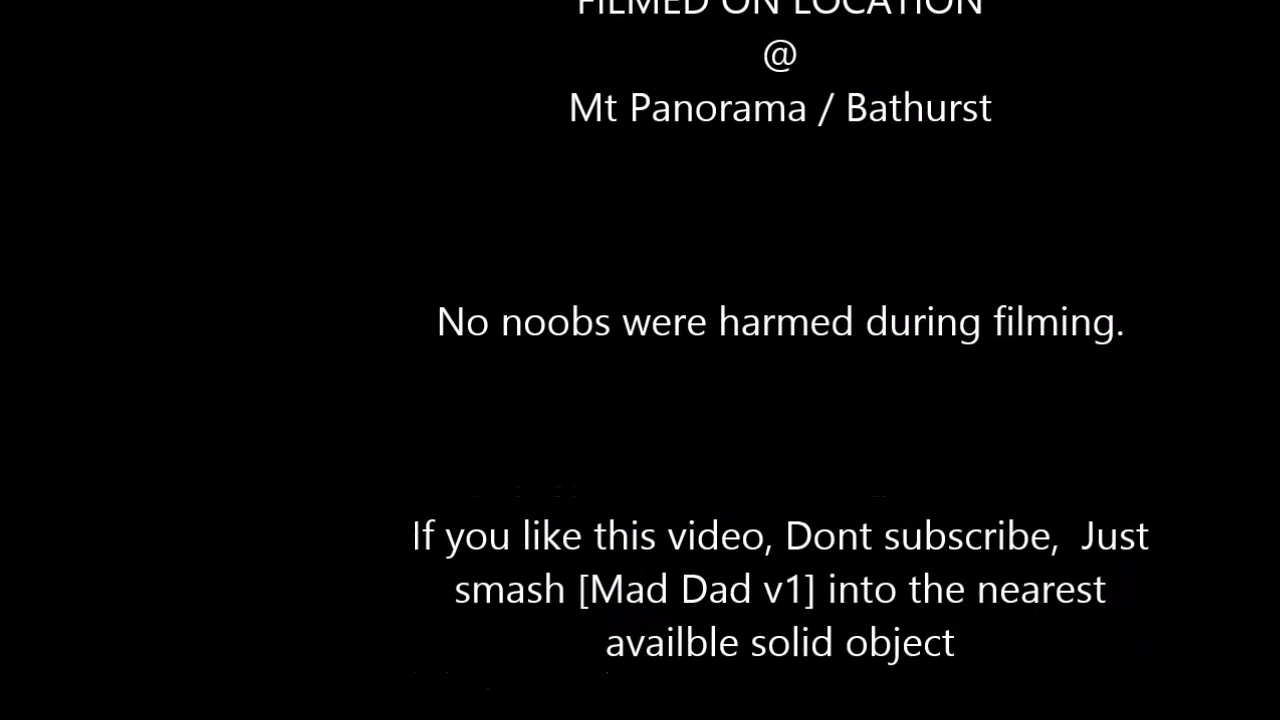 FILMED ON LOCATION
@
Mt Panorama / Bathurst
No noobs were harmed during filming.
If you like this video, Dont subscribe,  Just
smash [Mad Dad v1] into the nearest
availble solid object